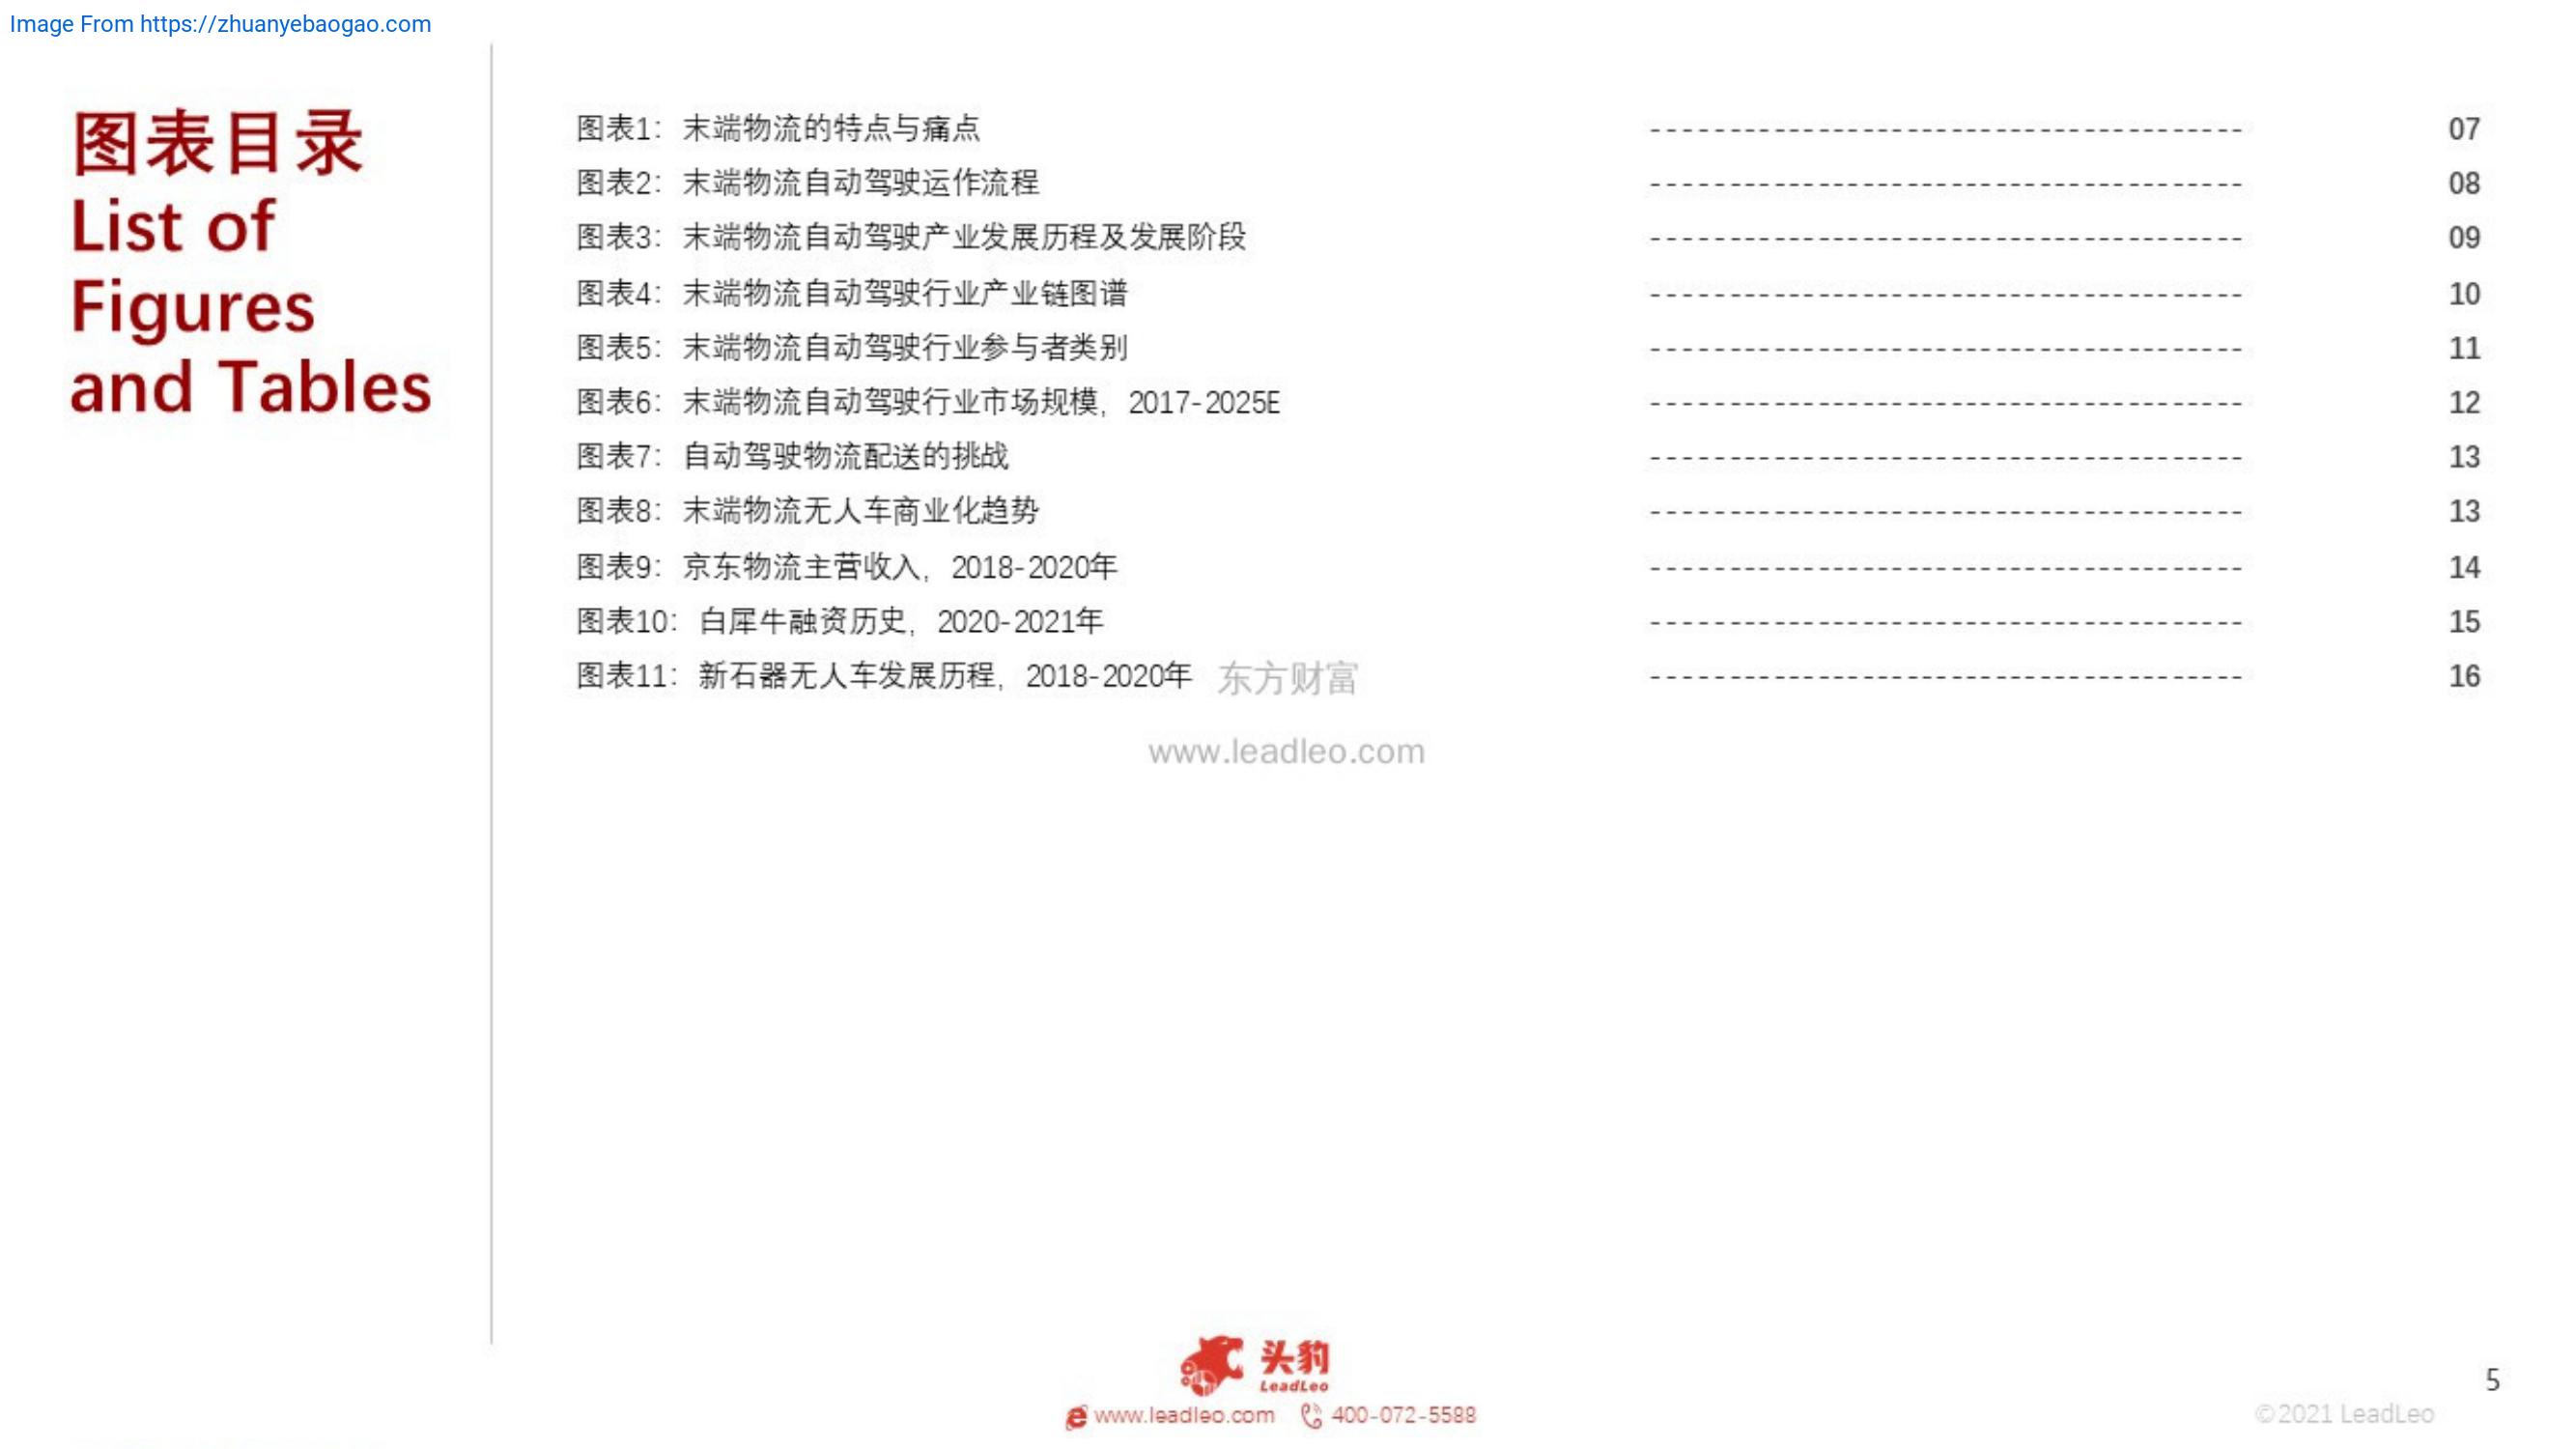 Image From https://zhuanyebaogao.com
图表目录
List of
Figures
and Tables
图表1：末端物流的特点与痛点 ------------------------------------ 07
图表2：末端物流自动驾驶运作流程 ------------------------------------ 08
图表3：末端物流自动驾驶产业发展历程及发展阶段 ------------------------------------ 09
图表4：末端物流自动驾驶行业产业链图谱 ------------------------------------ 10
图表5：末端物流自动驾驶行业参与者类别 ------------------------------------ 11
图表6：末端物流自动驾驶行业市场规模，2017-2025E ------------------------------------ 12
图表7：自动驾驶物流配送的挑战 ------------------------------------ 13
图表8：末端物流无人车商业化趋势 ------------------------------------ 13
图表9：京东物流主营收入，2018-2020年 ------------------------------------ 14
图表10：白犀牛融资历史，2020-2021年 ------------------------------------ 15
图表11：新石器无人车发展历程，2018-2020年 东方财富 ------------------------------------ 16
www.leadleo.com
头豹
LeadLeo
www.leadleo.com 400-072-5588
5
©2021 LeadLeo